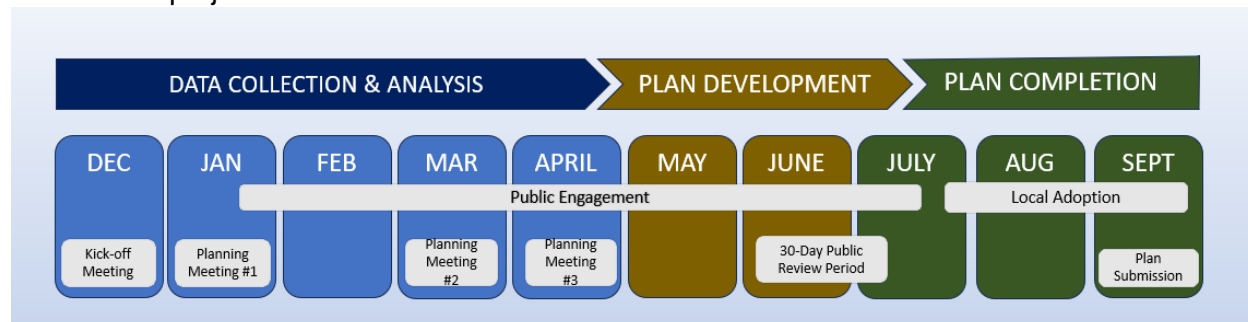 DATA COLLECTION & ANALYSIS
PLAN DEVELOPMENT
PLAN COMPLETION
DEC
JAN
FEB
MAR
APRIL
MAY
JUNE
JULY
AUG
SEPT
Public Engagement
Local Adoption
Kick-off
Meeting
Planning
Meeting #1
Planning
Meeting
#2
Planning
Meeting
#3
30-Day Public
Review Period
Plan
Submission